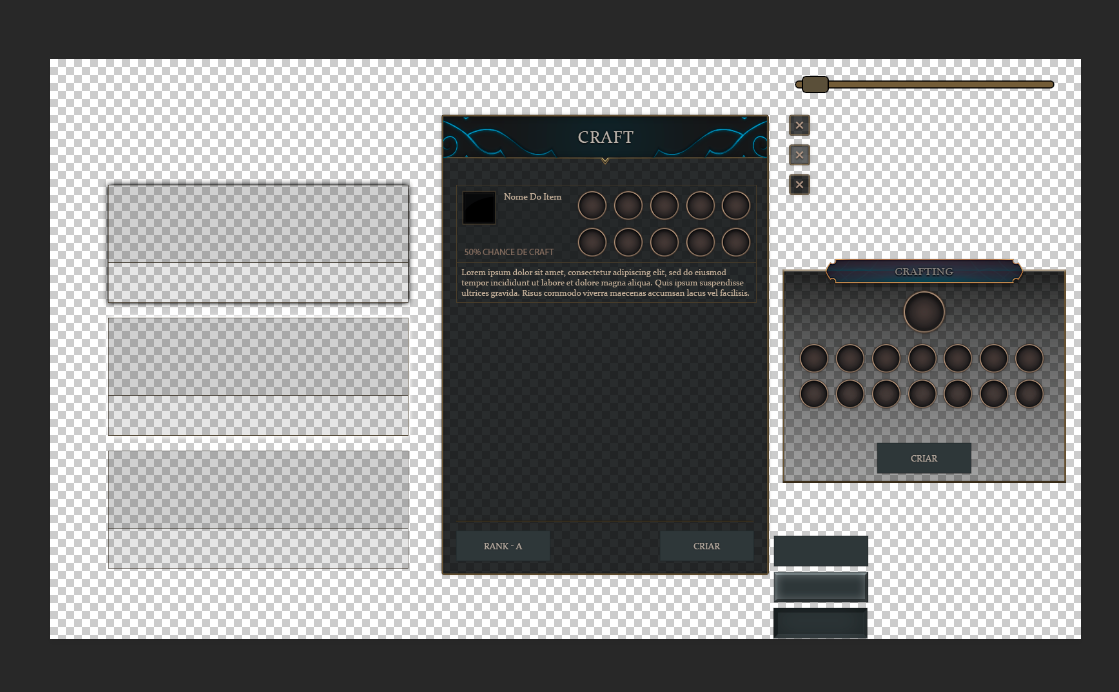 CRAFT
Nome Do Item
50% CHANCE DE CRAFT
Lorem ipsum dolor sit amet, consectetur adipiscing elit, sed do eiusmod
tempor incididunt ut labore et dolore magna aliqua. Quis ipsum suspendisse
ultrices gravida. Risus commodo viverra maecenas accumsan lacus vel facilisis.
RANK - A
CRIAR
CRAFTING
CRIAR